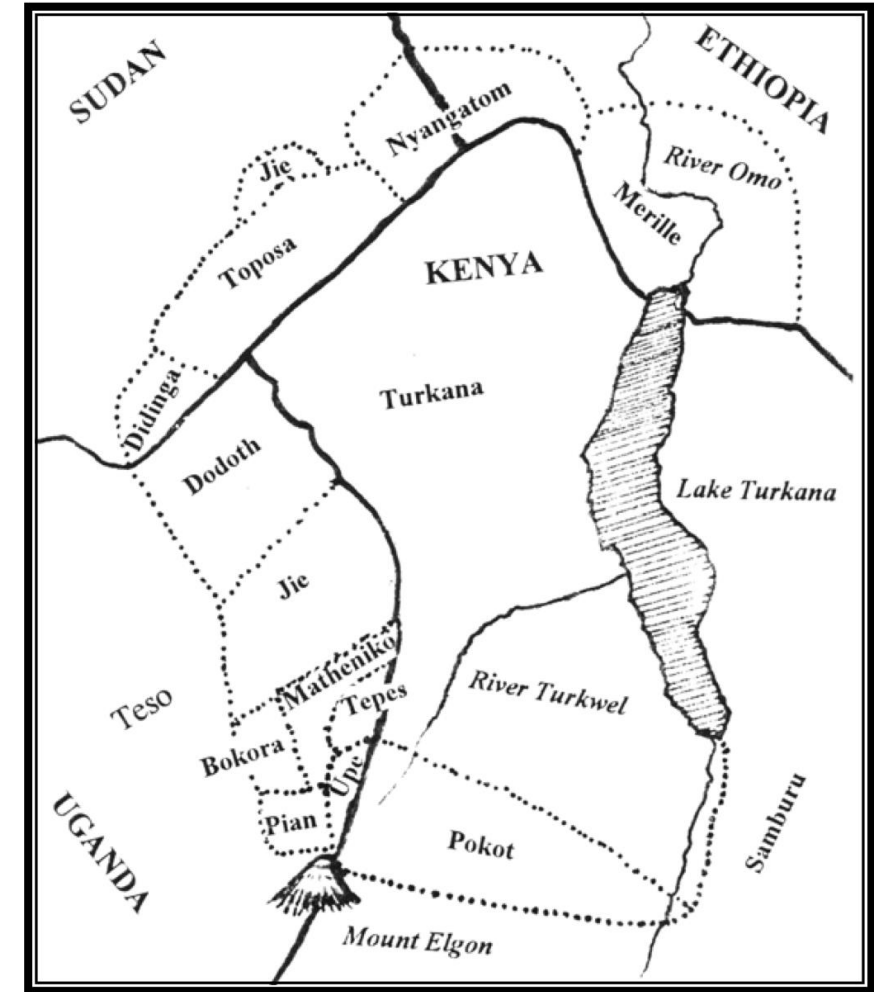 SUDAN
ETHIOPIA
Nyangatom
Jie
River Omo
Merille
Toposa
KENYA
Turkana
Didinga
Dodoth
Lake Turkana
Jie
Matheniko
Tepes
River Turkwel
Teso
Bokora
Upe
Pian
Pokot
Samburu
UGANDA
Mount Elgon